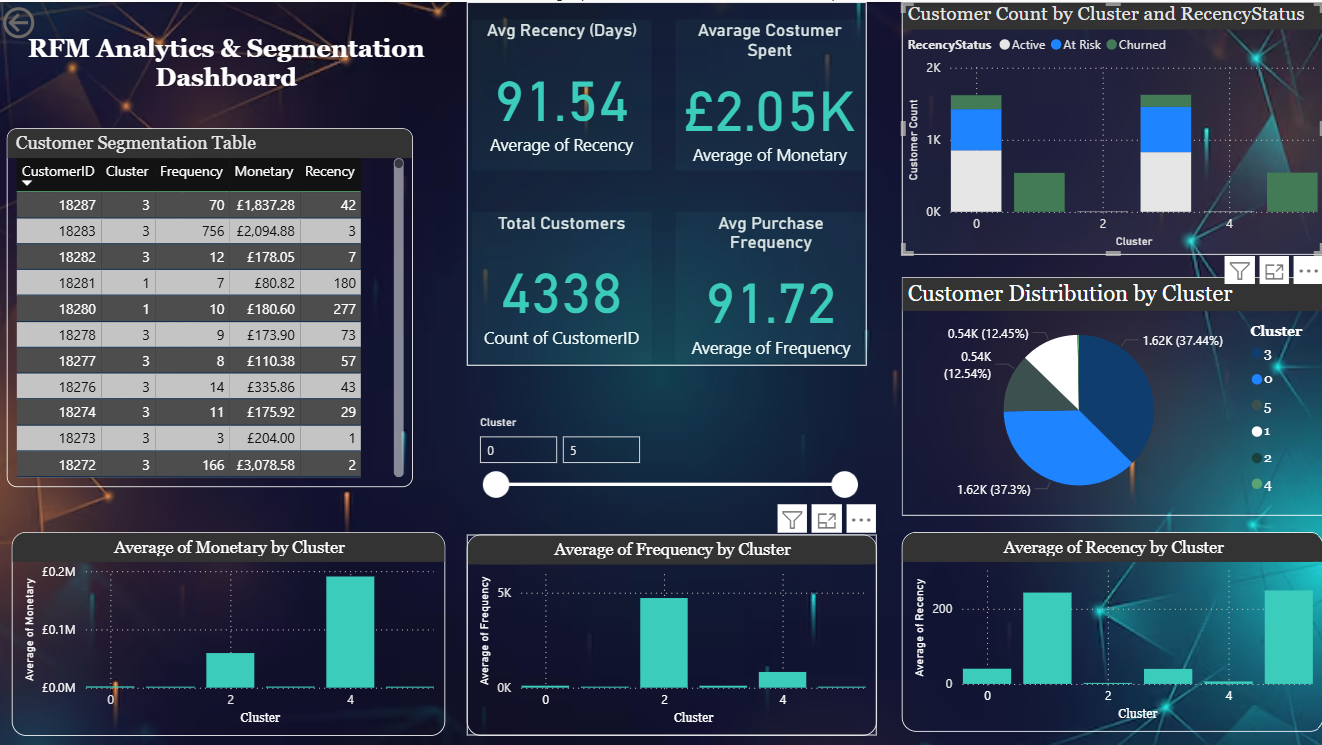 RFM Analytics & Segmentation
Dashboard
Customer Segmentation Table
CustomerID Cluster Frequency Monetary Recency
18287 3 70 £1,837.28 42
18283 3 756 £2,094.88 3
18282 3 12 £178.05 7
18281 1 7 £80.82 180
18280 1 10 £180.60 277
18278 3 9 £173.90 73
18277 3 8 £110.38 57
18276 3 14 £335.86 43
18274 3 11 £175.92 29
18273 3 3 £204.00 1
18272 3 166 £3,078.58 2
Avg Recency (Days)
91.54
Average of Recency
Avarage Costumer
Spent
£2.05K
Average of Monetary
Total Customers
4338
Count of CustomerID
Avg Purchase
Frequency
91.72
Average of Frequency
Cluster
0 5
Customer Count by Cluster and RecencyStatus
RecencyStatus Active At Risk Churned
Customer Count
2K
1K
0K
0 2 4
Cluster
Customer Distribution by Cluster
0.54K (12.45%)
0.54K
(12.54%)
1.62K (37.44%)
1.62K (37.3%)
Cluster
3
0
5
1
2
4
Average of Monetary by Cluster
Average of Monetary
£0.2M
£0.1M
£0.0M
0 2 4
Cluster
Average of Frequency by Cluster
Average of Frequency
5K
0K
0 2 4
Cluster
Average of Recency by Cluster
Average of Recency
200
0
0 2 4
Cluster